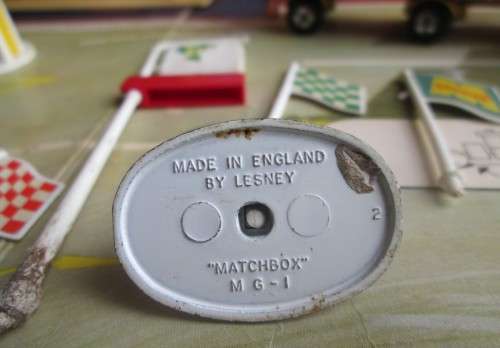 MADE IN ENGLAND
BY LESNEY
2
"MATCHBOX"
M G - 1